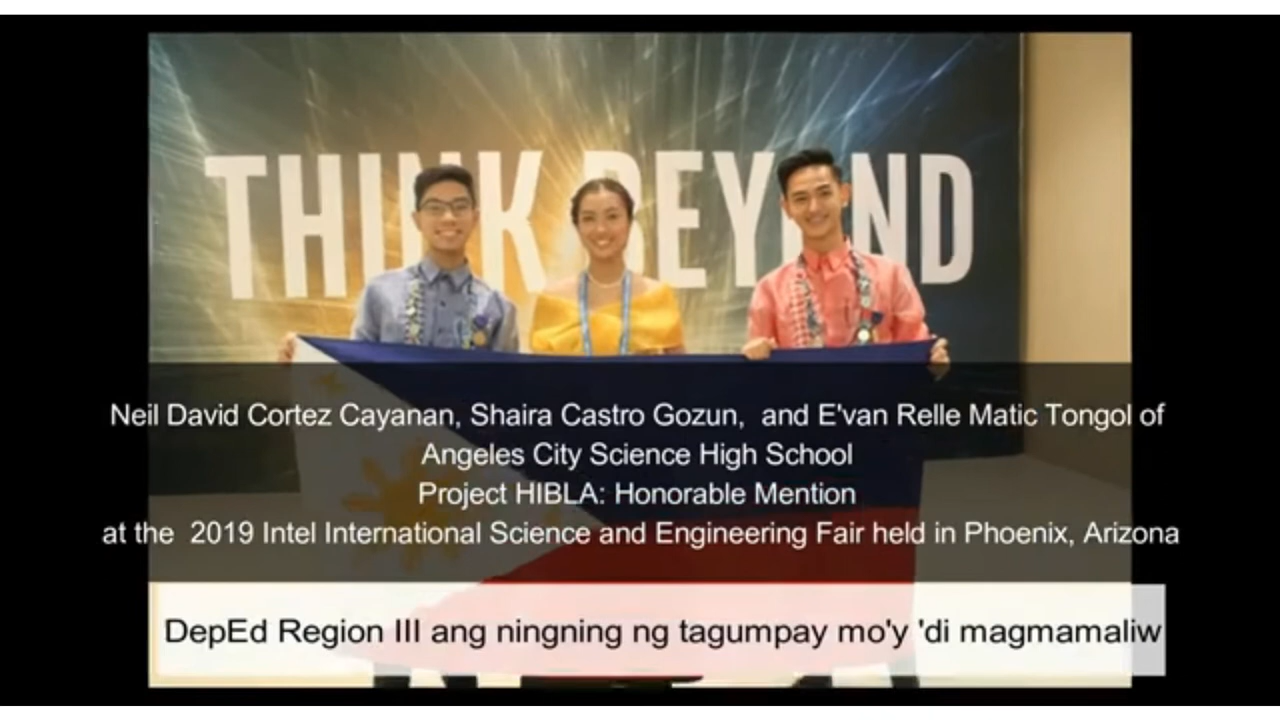 THINK BEYOND
Neil David Cortez Cayanan, Shaira Castro Gozun, and E'van Relle Matic Tongol of
Angeles City Science High School
Project HIBLA: Honorable Mention
at the 2019 Intel International Science and Engineering Fair held in Phoenix, Arizona
DepEd Region III ang ningning ng tagumpay mo'y 'di magmamaliw